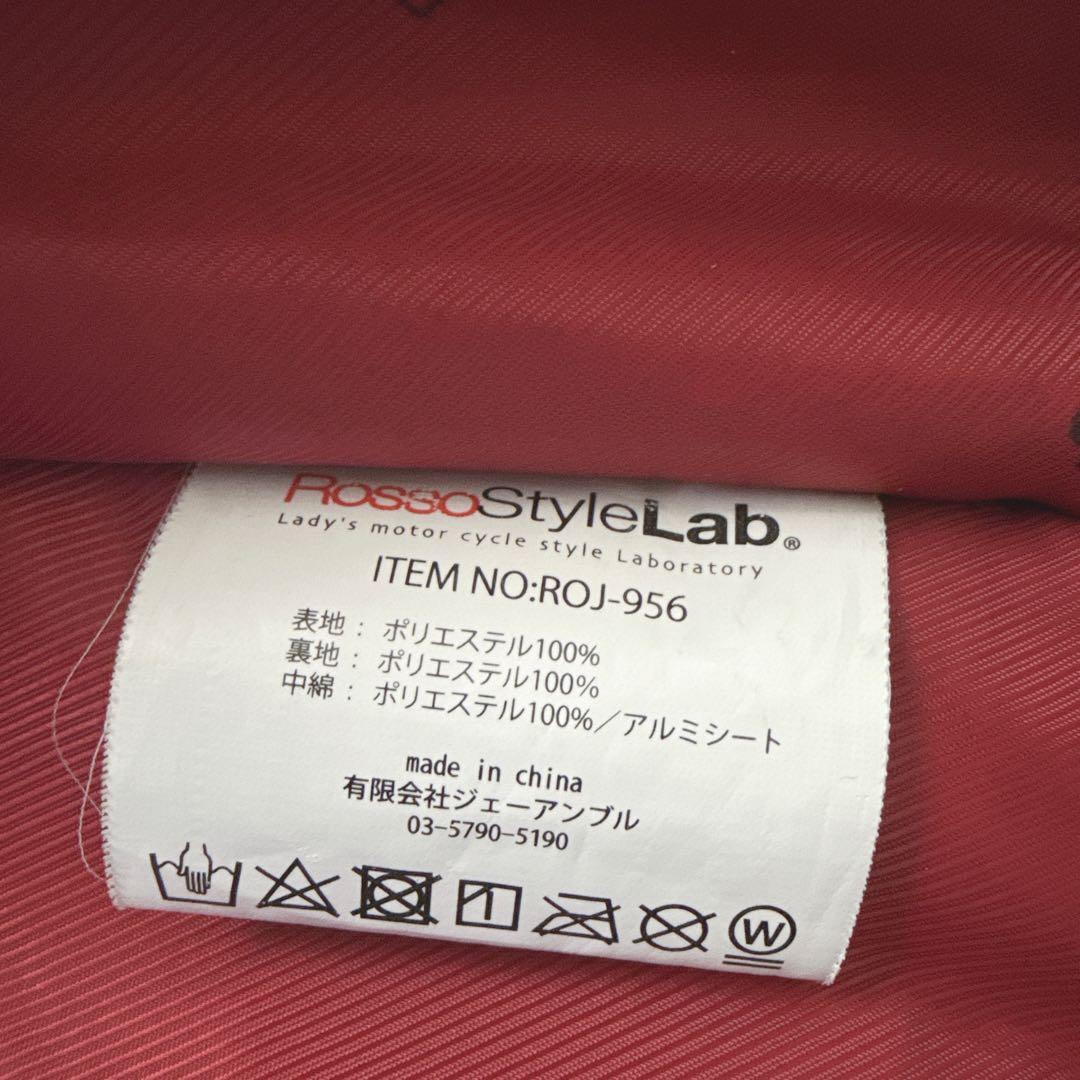 RossoStyleLab®
Lady's motor cycle style Laboratory
ITEM NO:ROJ-956
表地： ポリエステル100%
裏地： ポリエステル100%
中綿： ポリエステル100%／アルミシート
made in china
有限会社ジェーアンブル
03-5790-5190
W